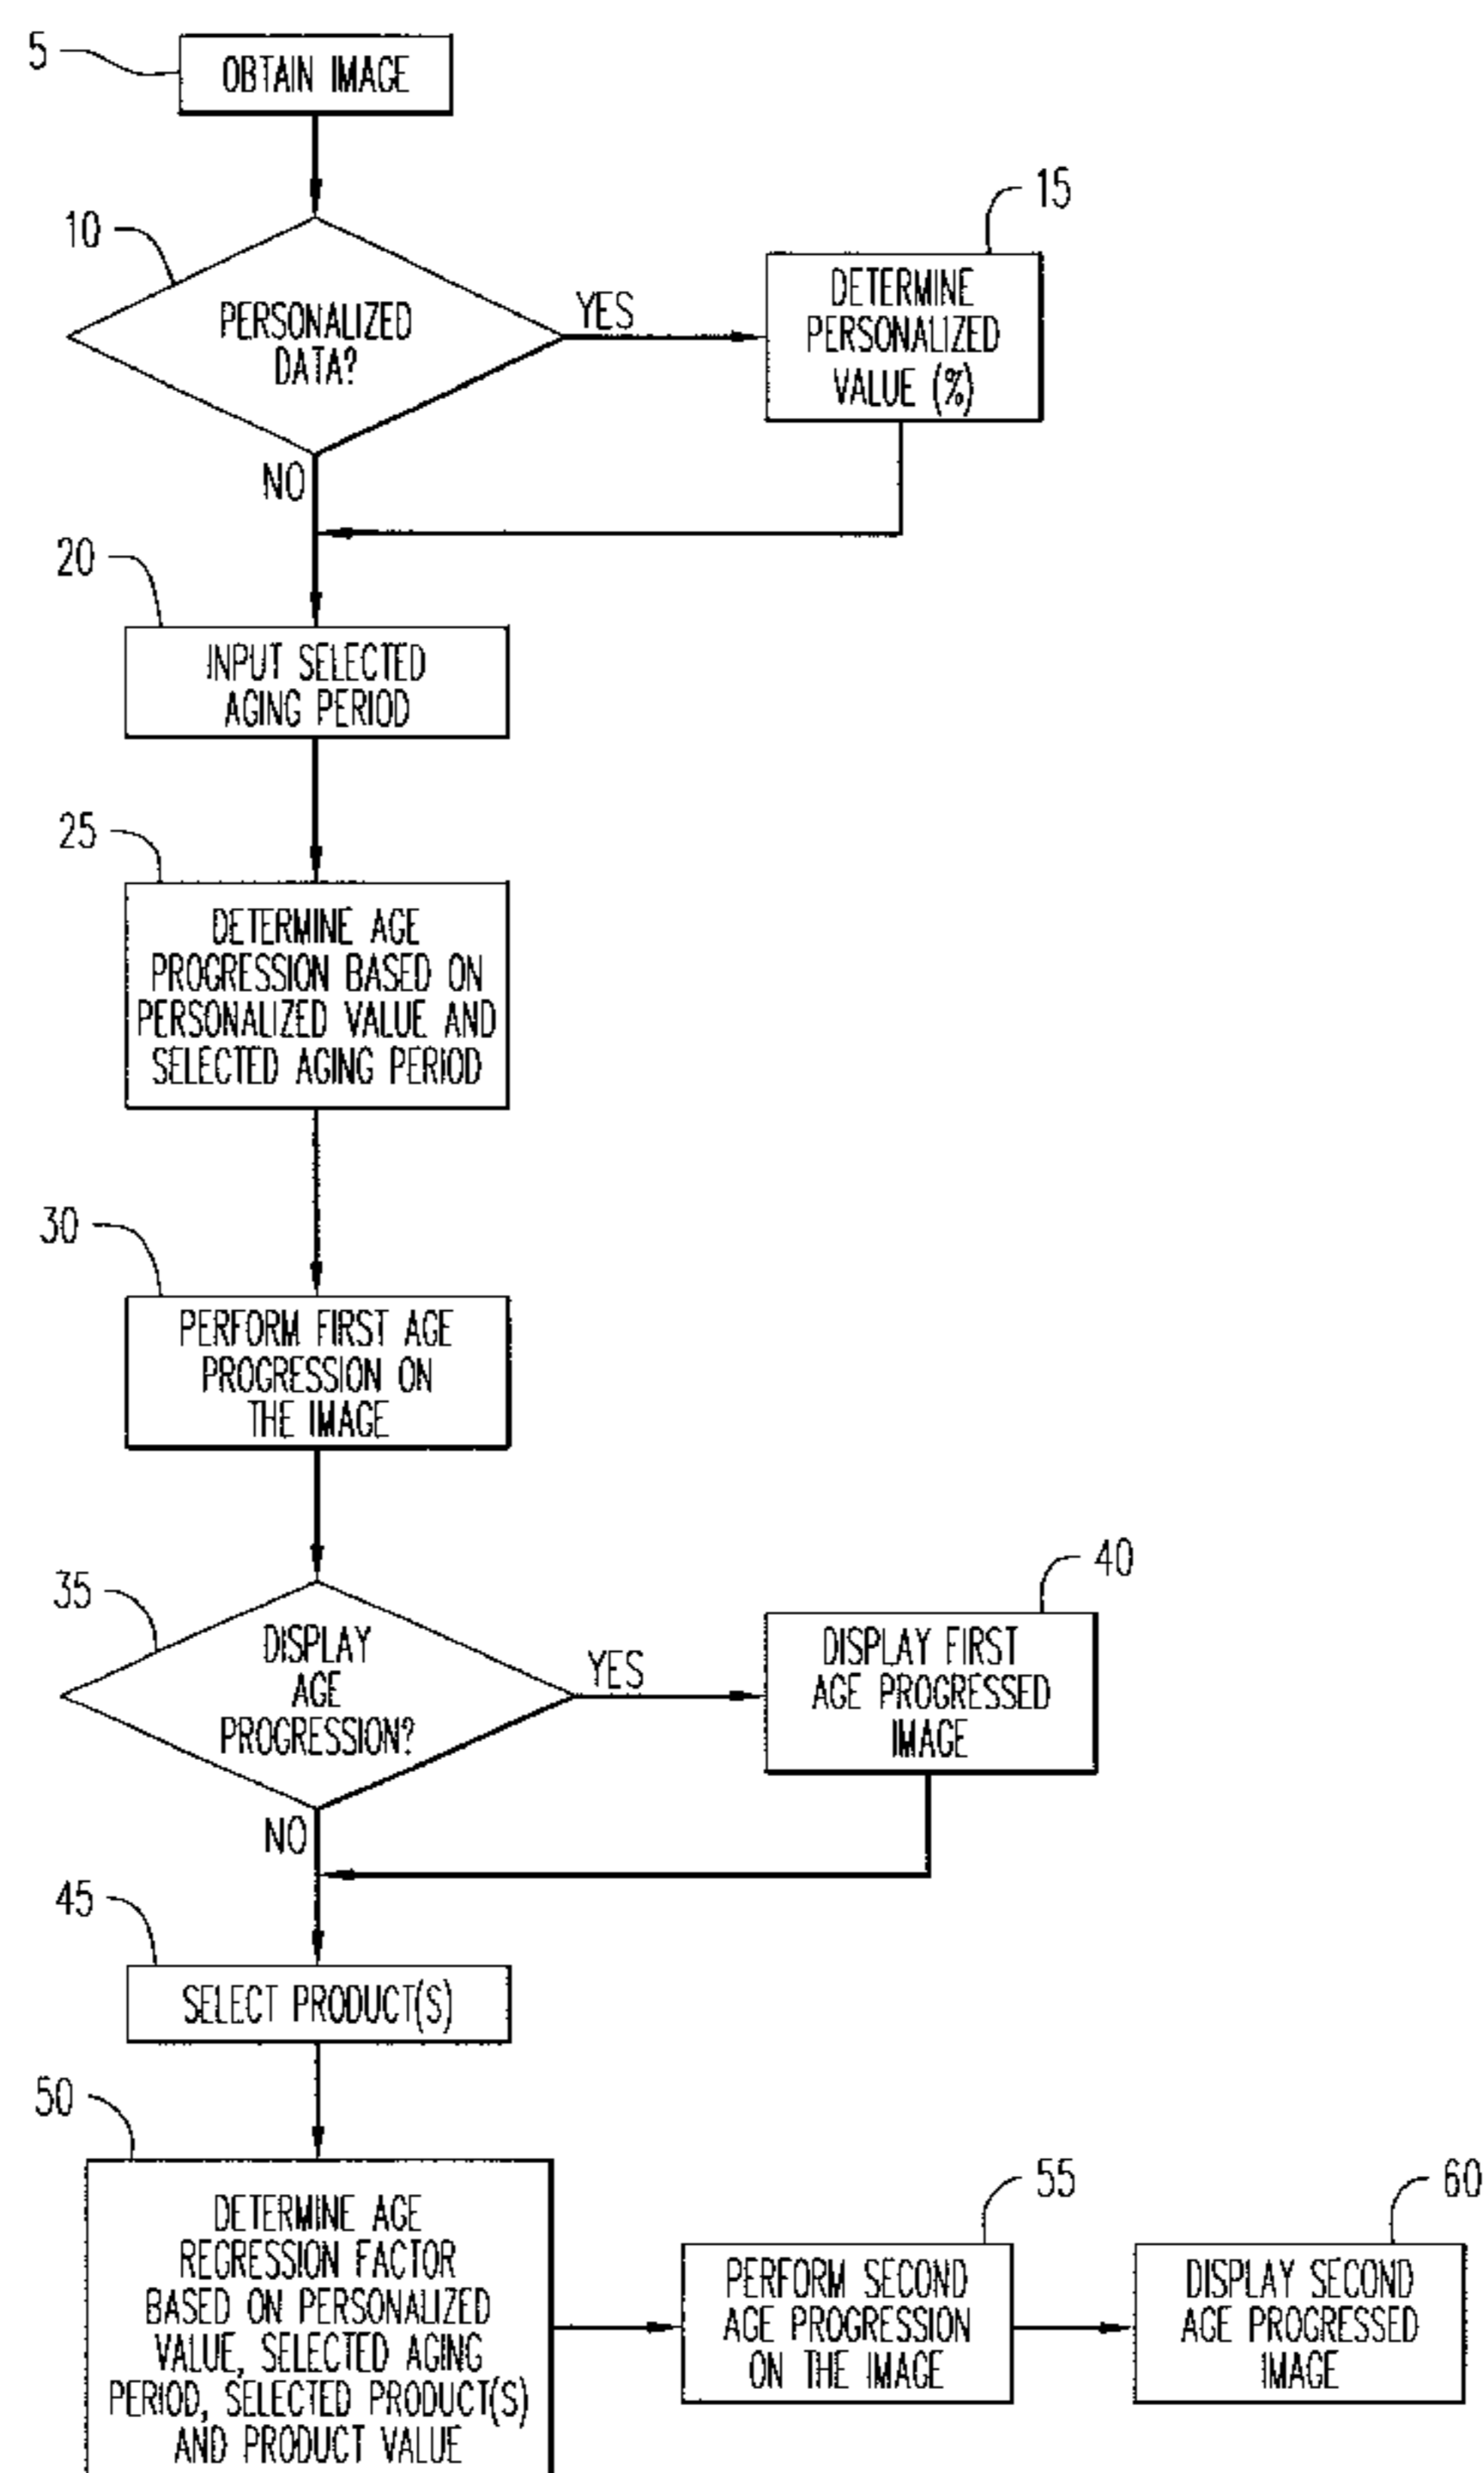 5
OBTAIN IMAGE
10
PERSONALIZED
DATA?
YES
15
DETERMINE
PERSONALIZED
VALUE (%)
NO
20
INPUT SELECTED
AGING PERIOD
25
DETERMINE AGE
PROGRESSION BASED ON
PERSONALIZED VALUE AND
SELECTED AGING PERIOD
30
PERFORM FIRST AGE
PROGRESSION ON
THE IMAGE
35
DISPLAY
AGE
PROGRESSION?
YES
40
DISPLAY FIRST
AGE PROGRESSED
IMAGE
NO
45
SELECT PRODUCT(S)
50
DETERMINE AGE
REGRESSION FACTOR
BASED ON PERSONALIZED
VALUE, SELECTED AGING
PERIOD, SELECTED PRODUCT(S)
AND PRODUCT VALUE
55
PERFORM SECOND
AGE PROGRESSION
ON THE IMAGE
60
DISPLAY SECOND
AGE PROGRESSED
IMAGE